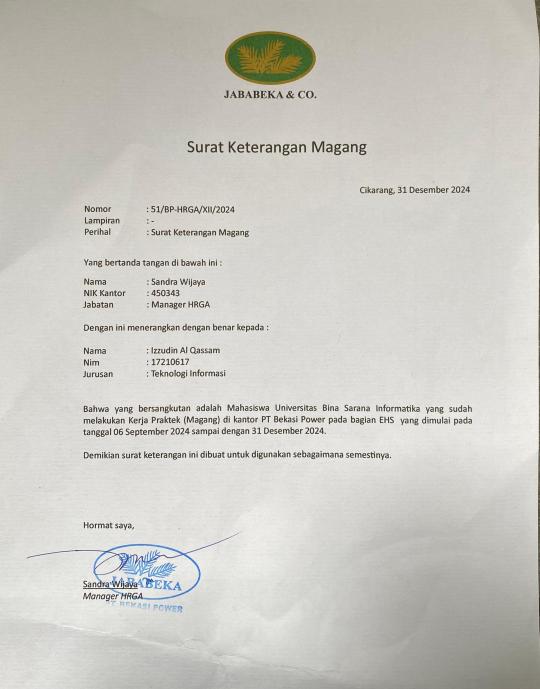 JABABEKA & CO.
Surat Keterangan Magang
Cikarang, 31 Desember 2024
Nomor : 51/BP-HRGA/XII/2024
Lampiran : -
Perihal : Surat Keterangan Magang
Yang bertanda tangan di bawah ini :
Nama : Sandra Wijaya
NIK Kantor : 450343
Jabatan : Manager HRGA
Dengan ini menerangkan dengan benar kepada :
Nama : Izzudin Al Qassam
Nim : 17210617
Jurusan : Teknologi Informasi
Bahwa yang bersangkutan adalah Mahasiswa Universitas Bina Sarana Informatika yang sudah
melakukan Kerja Praktek (Magang) di kantor PT Bekasi Power pada bagian EHS yang dimulai pada
tanggal 06 September 2024 sampai dengan 31 Desember 2024.
Demikian surat keterangan ini dibuat untuk digunakan sebagaimana semestinya.
Hormat saya,
JABABEKA
Sandra Wijaya
Manager HRGA
PT BEKASI POWER